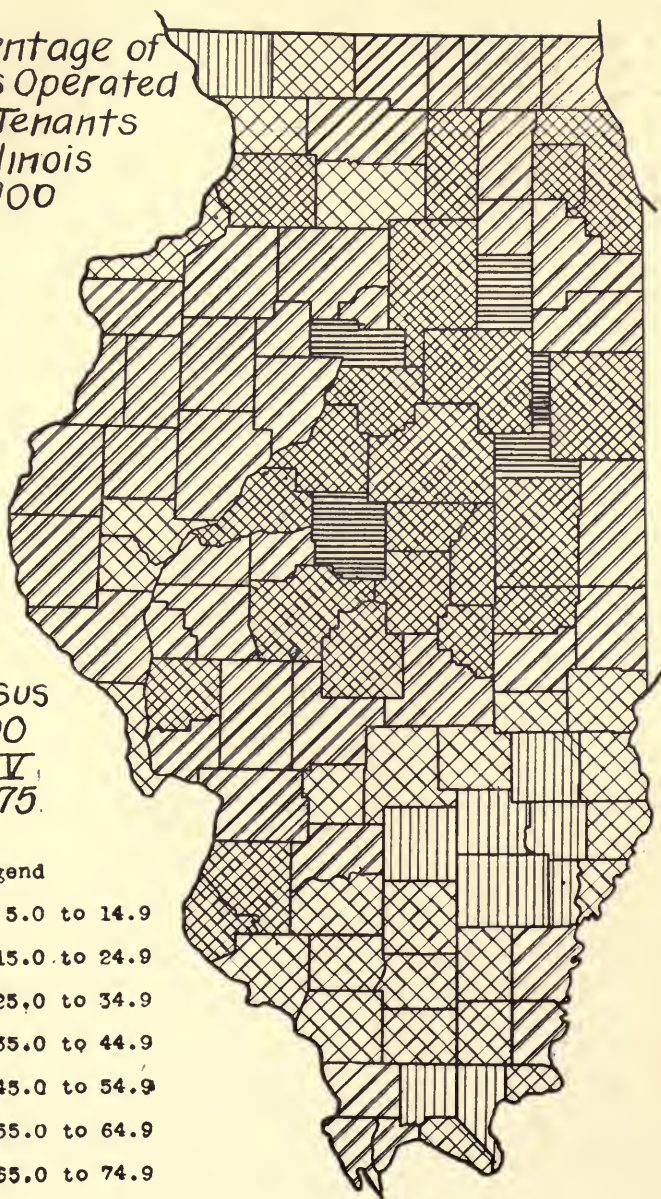 entage of
s Operated
Tenants
linois
900
sus
00
IV
75.
gend
5.0 to 14.9
15.0 to 24.9
25.0 to 34.9
35.0 to 44.9
45.0 to 54.9
55.0 to 64.9
65.0 to 74.9